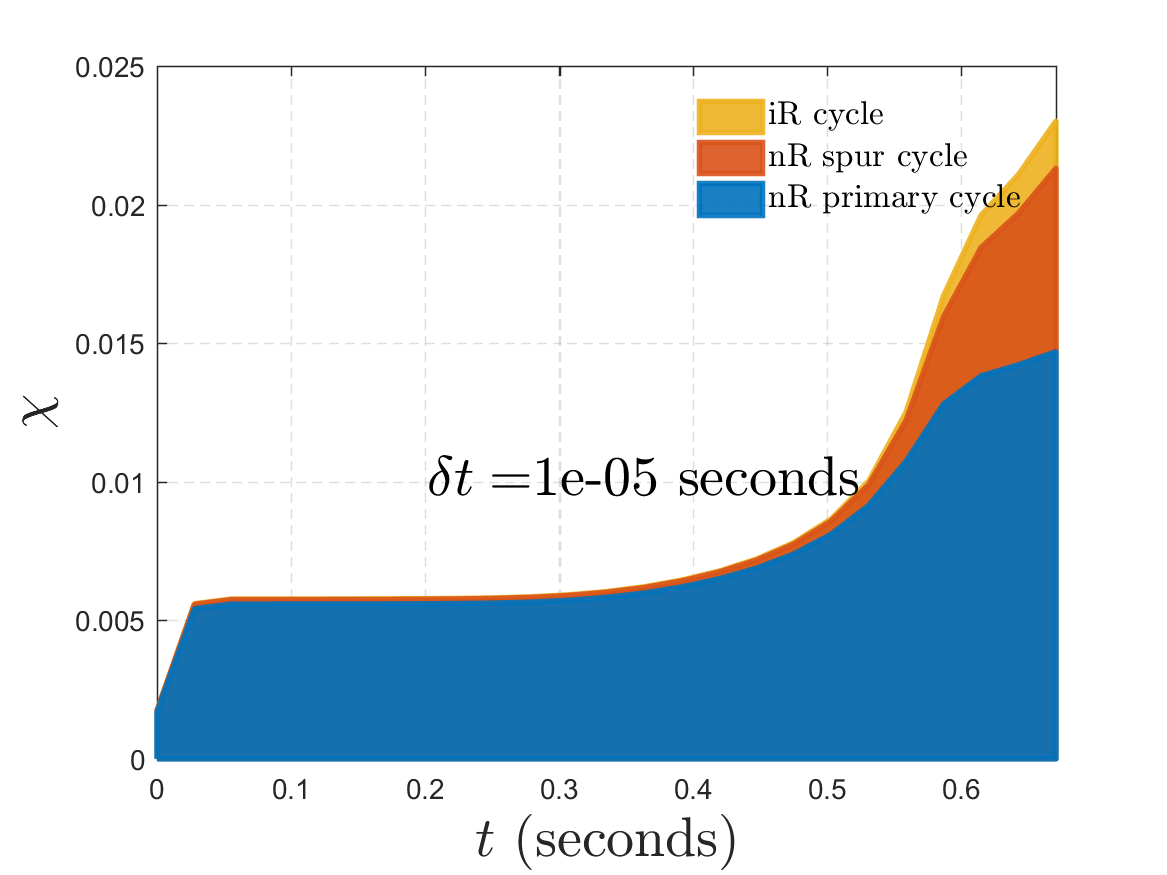 0.025
0.02
0.015
0.01
0.005
0
χ
iR cycle
nR spur cycle
nR primary cycle
δt =1e-05 seconds
0 0.1 0.2 0.3 0.4 0.5 0.6
t (seconds)